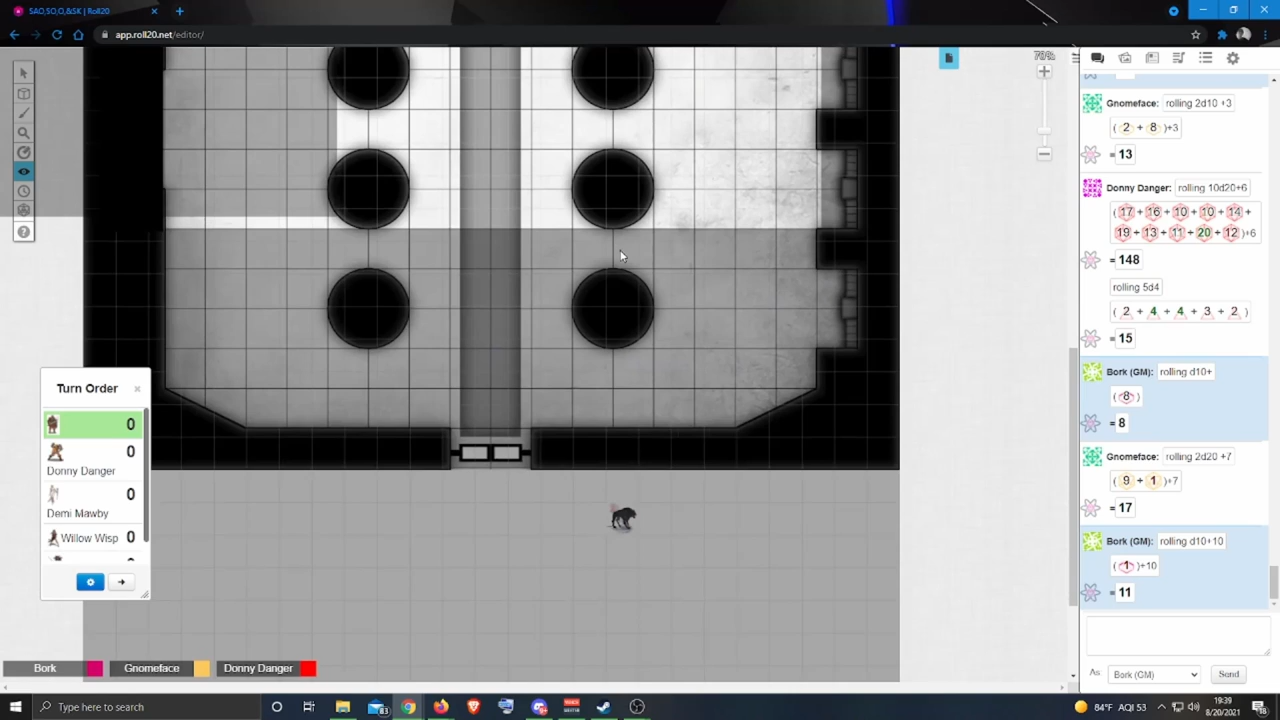 SAO,SO,O,&SK | Roll20
app.roll20.net/editor/
70%
Gnomeface: rolling 2d10 +3
(2+8)+3
= 13
Donny Danger: rolling 10d20+6
(17+16+10+10+14+
19+13+11+20+12)+6
= 148
rolling 5d4
(2+4+4+3+2)
= 15
Bork (GM): rolling d10+
(8)
= 8
Gnomeface: rolling 2d20 +7
(9+1)+7
= 17
Bork (GM): rolling d10+10
(1)+10
= 11
Turn Order
0
0
Donny Danger
0
Demi Mawby
Willow Wisp 0
Bork
Gnomeface
Donny Danger
As Bork (GM) Send
Type here to search
84°F AQI 53
19:39
8/20/2021